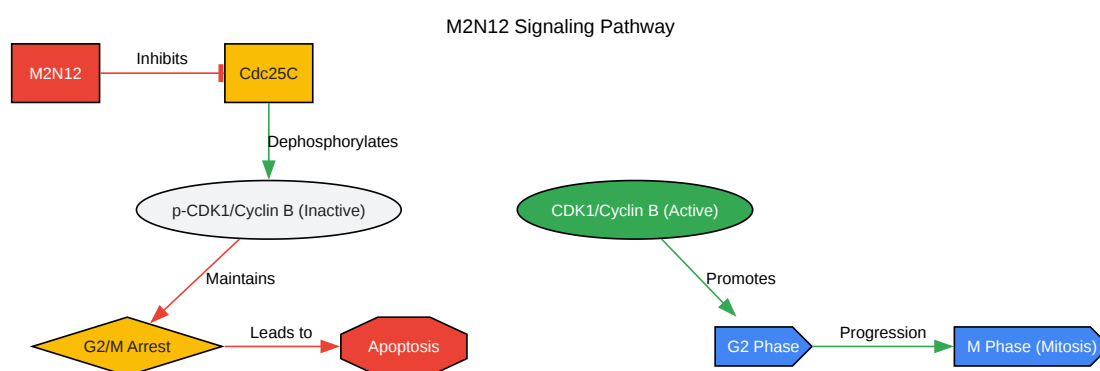 M2N12 Signaling Pathway
M2N12
Inhibits
Cdc25C
Dephosphorylates
p-CDK1/Cyclin B (Inactive)
CDK1/Cyclin B (Active)
Maintains
Promotes
G2/M Arrest
Leads to
Apoptosis
G2 Phase
Progression
M Phase (Mitosis)